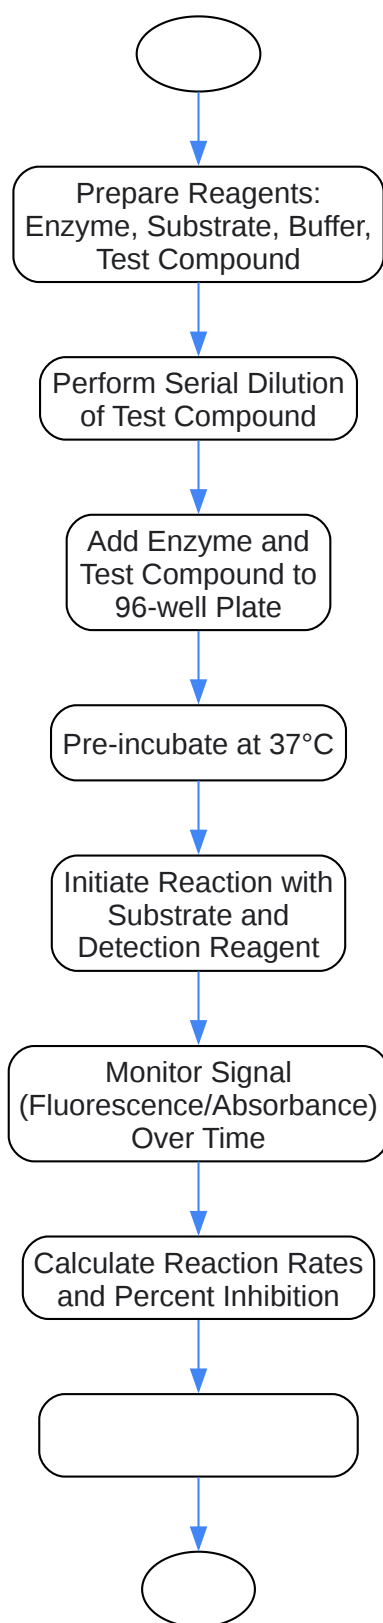 Prepare Reagents:
Enzyme, Substrate, Buffer,
Test Compound
Perform Serial Dilution
of Test Compound
Add Enzyme and
Test Compound to
96-well Plate
Pre-incubate at 37°C
Initiate Reaction with
Substrate and
Detection Reagent
Monitor Signal
(Fluorescence/Absorbance)
Over Time
Calculate Reaction Rates
and Percent Inhibition